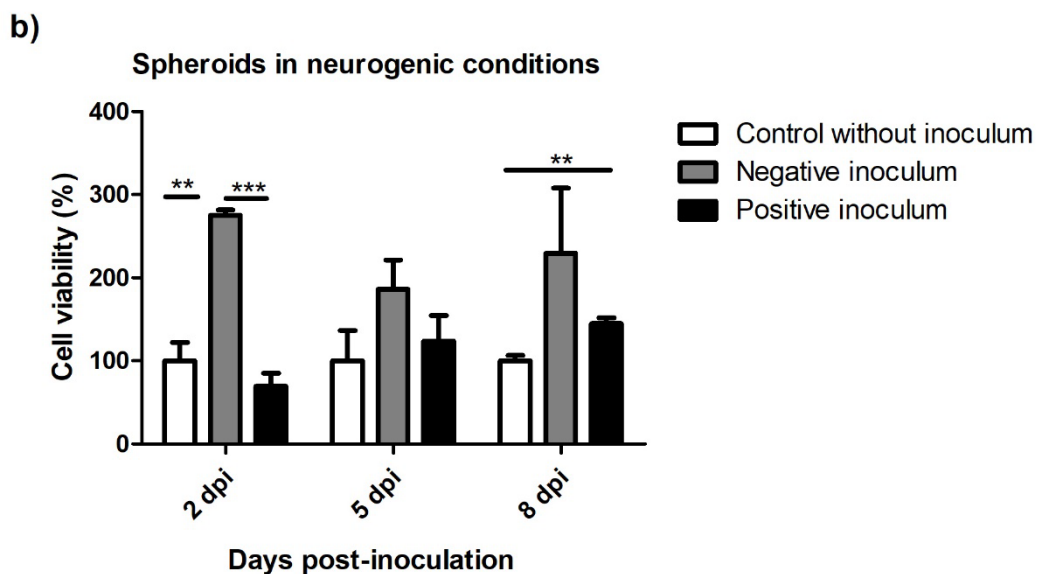 b)
Spheroids in neurogenic conditions
Cell viability (%)
400
300
200
100
0
** ***
**
2 dpi 5 dpi 8 dpi
Days post-inoculation
Control without inoculum
Negative inoculum
Positive inoculum